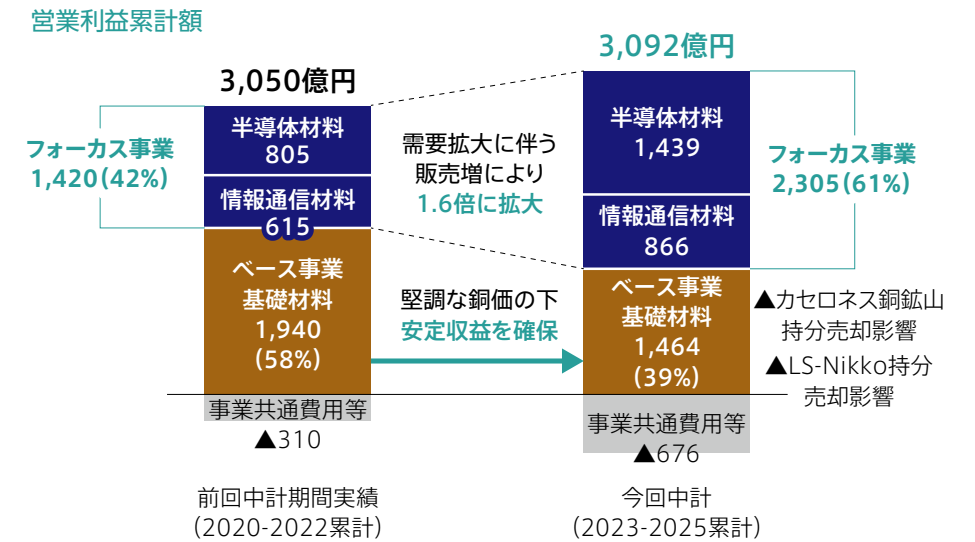 営業利益累計額
3,050億円
半導体材料
805
情報通信材料
615
フォーカス事業
1,420(42%)
ベース事業
基礎材料
1,940
(58%)
事業共通費用等
▲310
前回中計期間実績
(2020-2022累計)
需要拡大に伴う
販売増により
1.6倍に拡大
堅調な銅価の下
安定収益を確保
3,092億円
半導体材料
1,439
情報通信材料
866
フォーカス事業
2,305(61%)
ベース事業
基礎材料
1,464
(39%)
▲カセロネス銅鉱山
持分売却影響
▲LS-Nikko持分
売却影響
事業共通費用等
▲676
今回中計
(2023-2025累計)